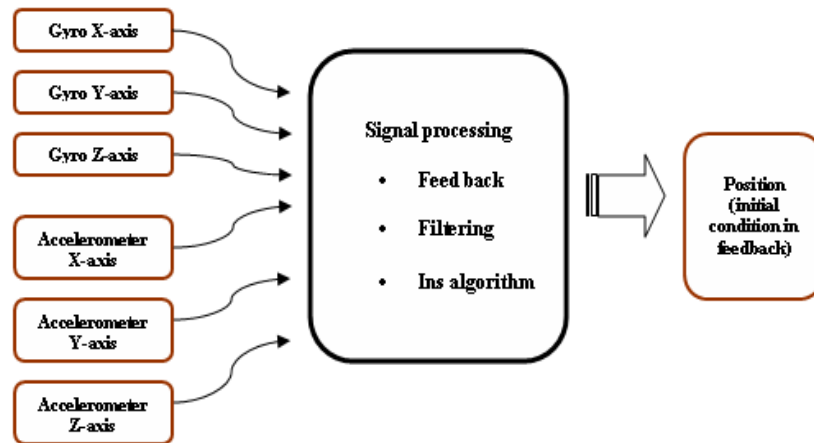 Gyro X-axis
Gyro Y-axis
Gyro Z-axis
Accelerometer
X-axis
Accelerometer
Y-axis
Accelerometer
Z-axis
Signal processing
• Feed back
• Filtering
• Ins algorithm
Position
(initial
condition in
feedback)